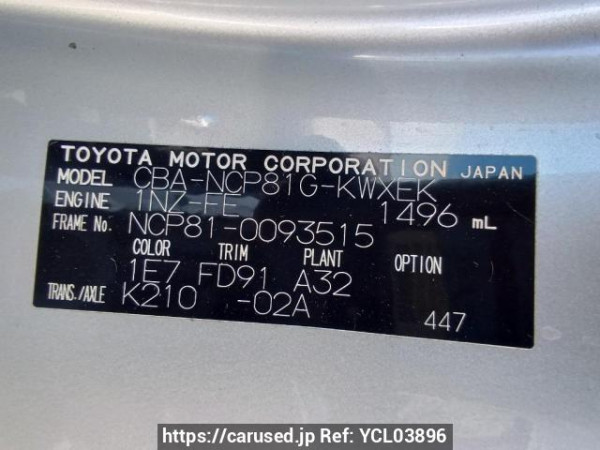 TOYOTA MOTOR CORPORATION JAPAN
MODEL CBA-NCP81G-KWXEK
ENGINE 1NZ-FE 1496 mL
FRAME No. NCP81-0093515
COLOR TRIM PLANT OPTION
1E7 FD91 A32
TRANS./AXLE K210 -02A
447
https://carused.jp Ref: YCL03896